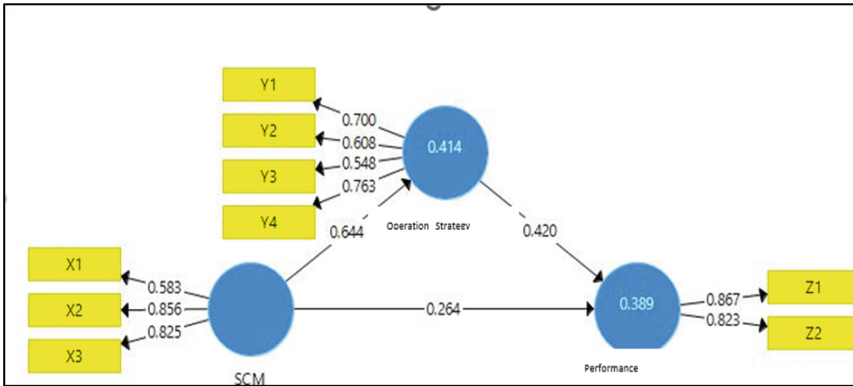 Y1
0.700
Y2
0.608
0.414
Y3
0.548
Y4
0.763
Operation Strateev
0.644
0.420
X1
0.583
X2
0.856
X3
0.825
0.264
0.389
0.867
Z1
0.823
Z2
Performance
SCM